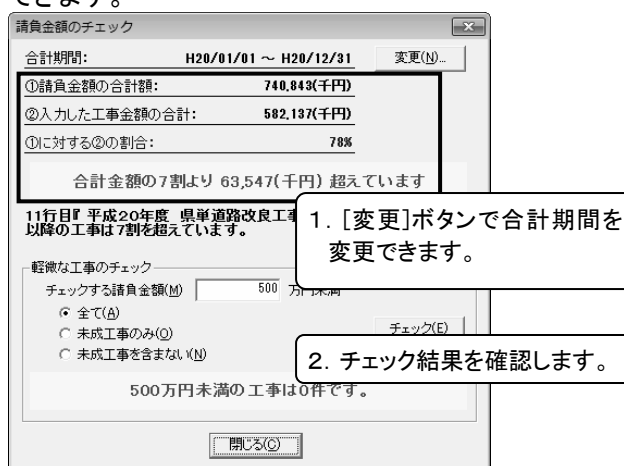 できます。
請負金額のチェック
合計期間: H20/01/01 ～ H20/12/31 変更(N)...
①請負金額の合計額: 740,843(千円)
②入力した工事金額の合計: 582,137(千円)
①に対する②の割合: 78%
合計金額の7割より 63,547(千円) 超えています
11行目『 平成20年度 県単道路改良工
以降の工事は7割を超えています。
1. [変更]ボタンで合計期間を
変更できます。
軽微な工事のチェック
チェックする請負金額(M) 500 万円未満
全て(A)
未成工事のみ(O) チェック(E)
未成工事を含まない(N)
2. チェック結果を確認します。
500万円未満の工事は0件です。
閉じる(C)